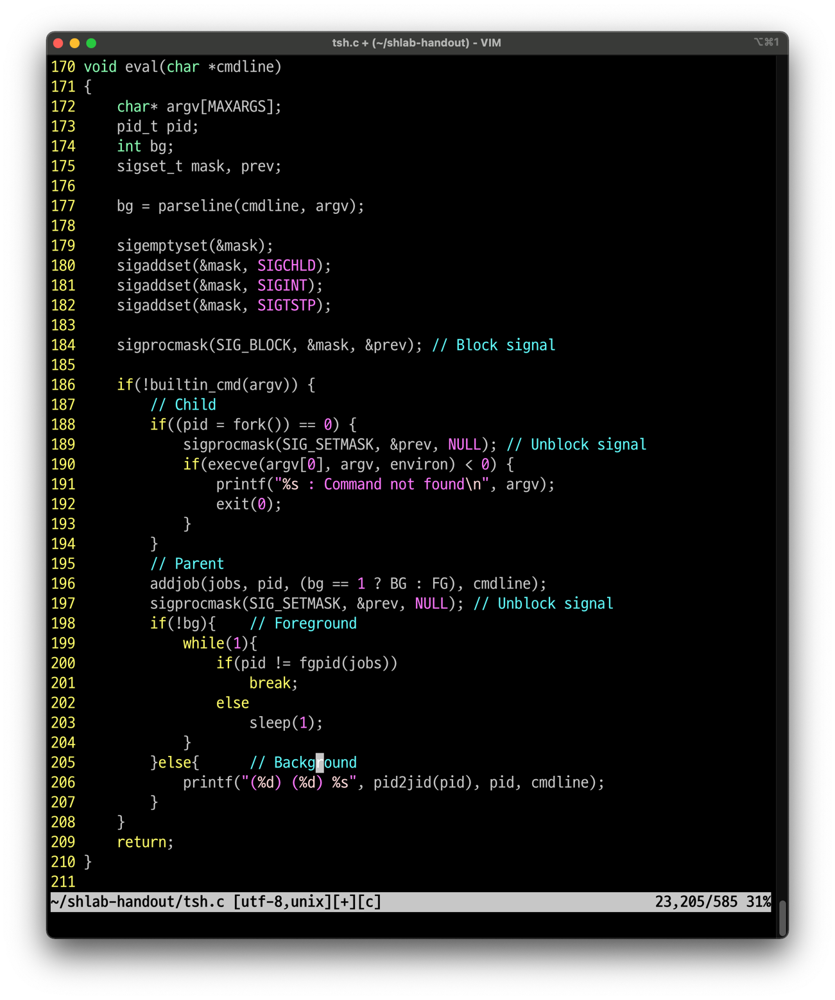 tsh.c + (~/shlab-handout) - VIM
⌥⌘1
170 void eval(char *cmdline)
171 {
172     char* argv[MAXARGS];
173     pid_t pid;
174     int bg;
175     sigset_t mask, prev;
176
177     bg = parseline(cmdline, argv);
178
179     sigemptyset(&mask);
180     sigaddset(&mask, SIGCHLD);
181     sigaddset(&mask, SIGINT);
182     sigaddset(&mask, SIGTSTP);
183
184     sigprocmask(SIG_BLOCK, &mask, &prev); // Block signal
185
186     if(!builtin_cmd(argv)) {
187         // Child
188         if((pid = fork()) == 0) {
189             sigprocmask(SIG_SETMASK, &prev, NULL); // Unblock signal
190             if(execve(argv[0], argv, environ) < 0) {
191                 printf("%s : Command not found\n", argv);
192                 exit(0);
193             }
194         }
195         // Parent
196         addjob(jobs, pid, (bg == 1 ? BG : FG), cmdline);
197         sigprocmask(SIG_SETMASK, &prev, NULL); // Unblock signal
198         if(!bg){    // Foreground
199             while(1){
200                 if(pid != fgpid(jobs))
201                     break;
202                 else
203                     sleep(1);
204             }
205         }else{      // Background
206             printf("(%d) (%d) %s", pid2jid(pid), pid, cmdline);
207         }
208     }
209     return;
210 }
211
~/shlab-handout/tsh.c [utf-8,unix][+][c] 23,205/585 31%